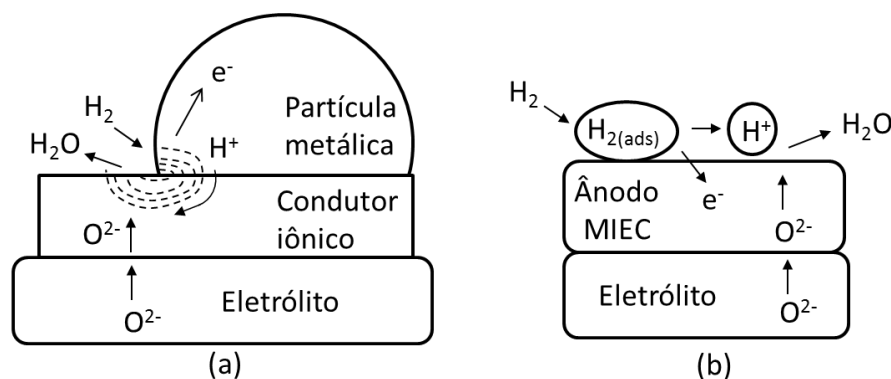 e⁻
H₂
H₂O
H⁺
Partícula
metálica
Condutor
iônico
O²⁻
Eletrólito
O²⁻
(a)
H₂
H₂(ads)
H⁺
H₂O
Ânodo
MIEC
e⁻
O²⁻
Eletrólito
O²⁻
(b)